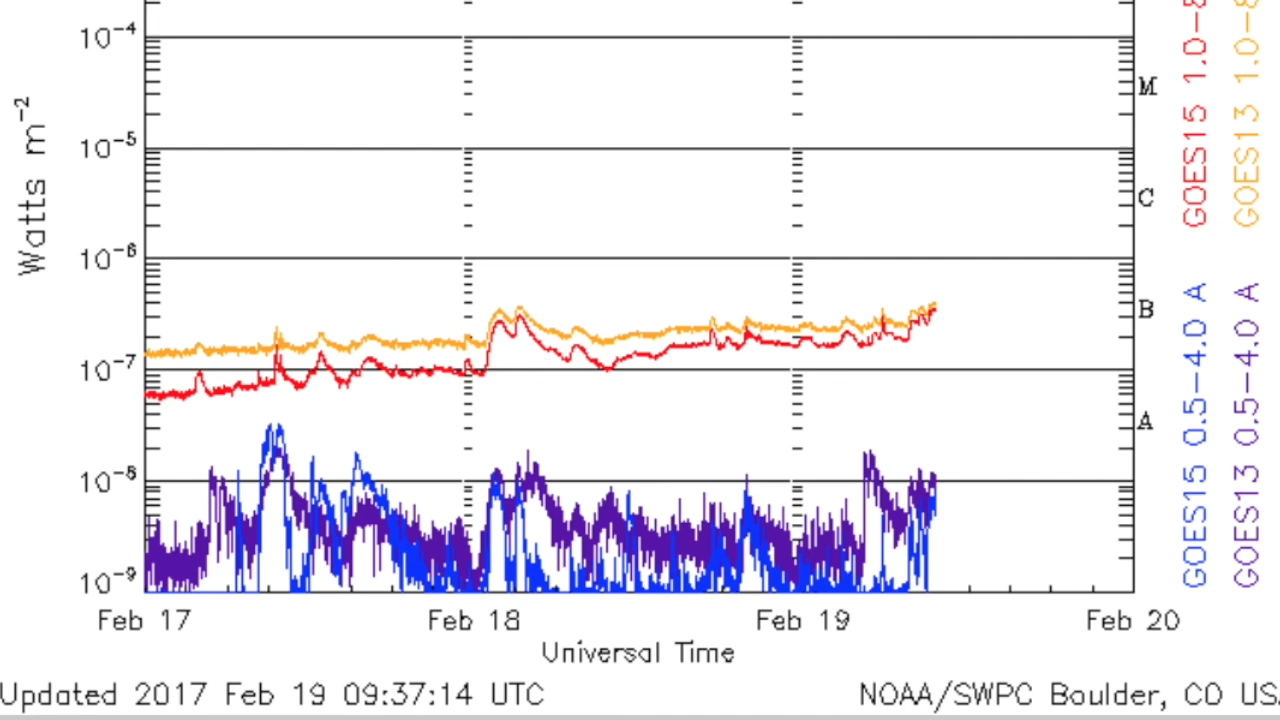 10⁻⁴
10⁻⁵
10⁻⁶
10⁻⁷
10⁻⁸
10⁻⁹
Watts m⁻²
M
C
B
A
GOES15 1.0-8
GOES13 1.0-8
GOES15 0.5-4.0 A
GOES13 0.5-4.0 A
Feb 17 Feb 18 Feb 19 Feb 20
Universal Time
Updated 2017 Feb 19 09:37:14 UTC
NOAA/SWPC Boulder, CO US